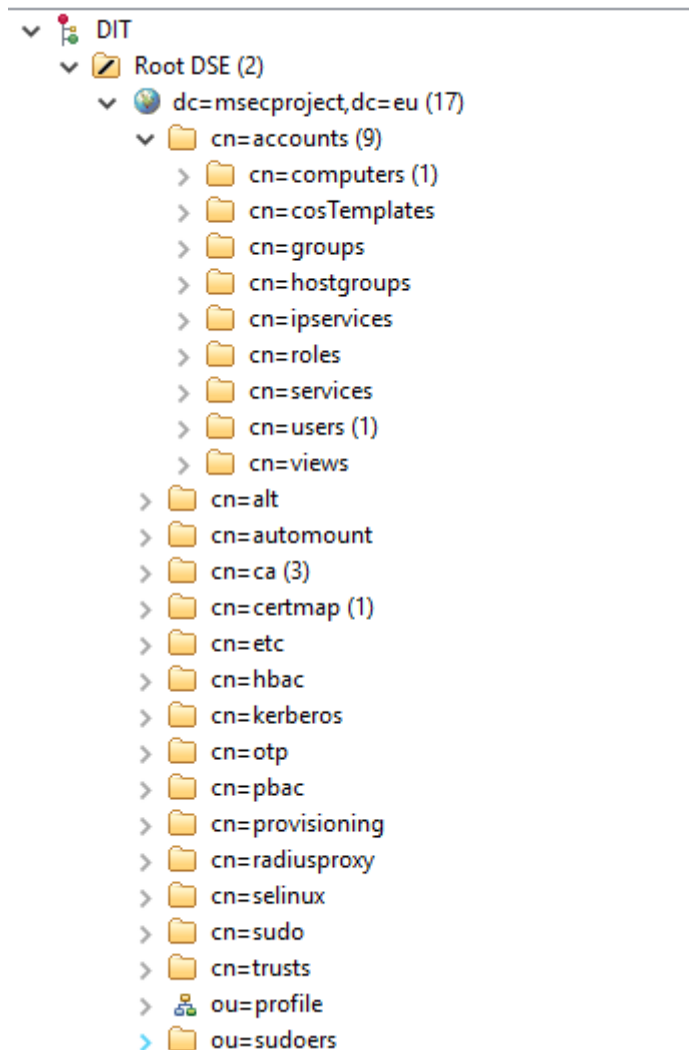 DIT
Root DSE (2)
dc=msecproject,dc=eu (17)
cn=accounts (9)
cn=computers (1)
cn=cosTemplates
cn=groups
cn=hostgroups
cn=ipservices
cn=roles
cn=services
cn=users (1)
cn=views
cn=alt
cn=automount
cn=ca (3)
cn=certmap (1)
cn=etc
cn=hbac
cn=kerberos
cn=otp
cn=pbac
cn=provisioning
cn=radiusproxy
cn=selinux
cn=sudo
cn=trusts
ou=profile
ou=sudoers